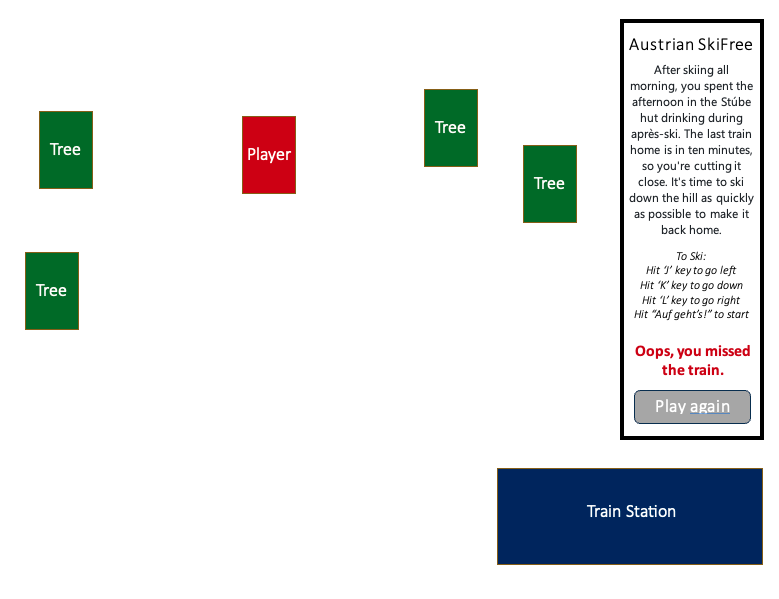 Austrian SkiFree
After skiing all
morning, you spent the
afternoon in the Stúbe
hut drinking during
après-ski. The last train
home is in ten minutes,
so you're cutting it
close. It's time to ski
down the hill as quickly
as possible to make it
back home.
To Ski:
Hit ‘J’ key to go left
Hit ‘K’ key to go down
Hit ‘L’ key to go right
Hit “Auf geht’s!” to start
Oops, you missed
the train.
Play again
Tree
Player
Tree
Tree
Tree
Train Station